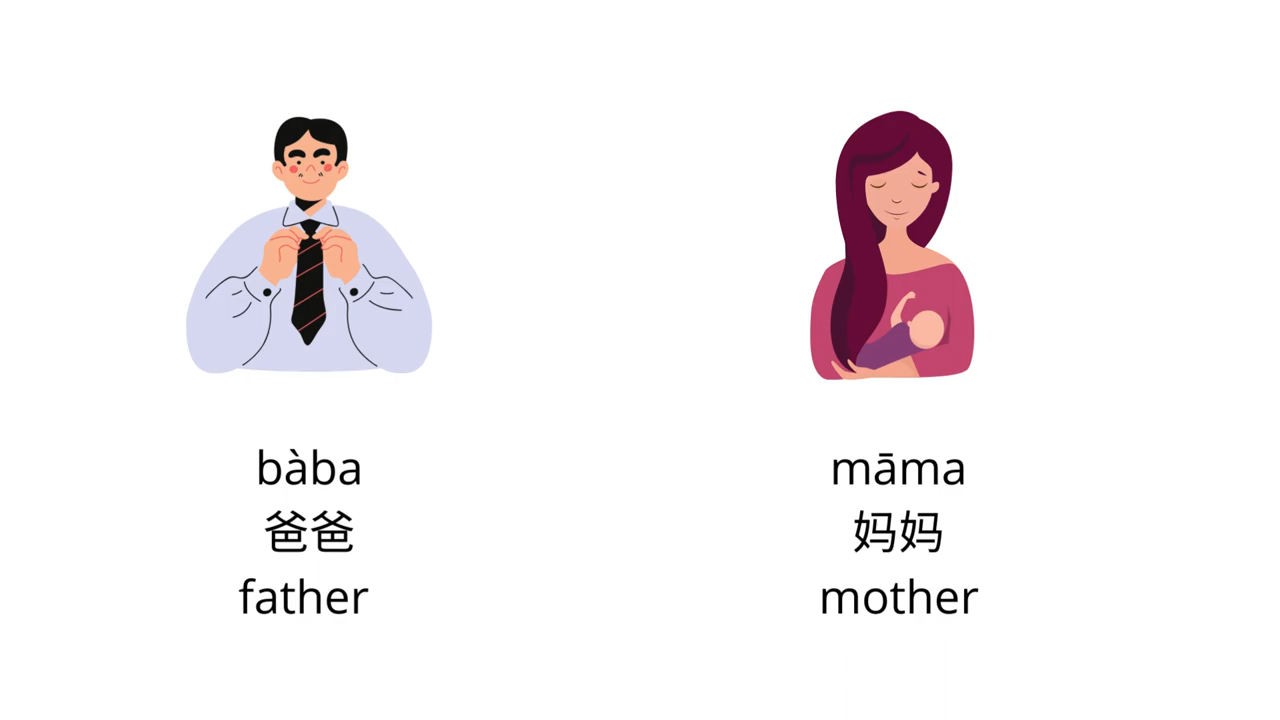 bàba
爸爸
father
māma
妈妈
mother